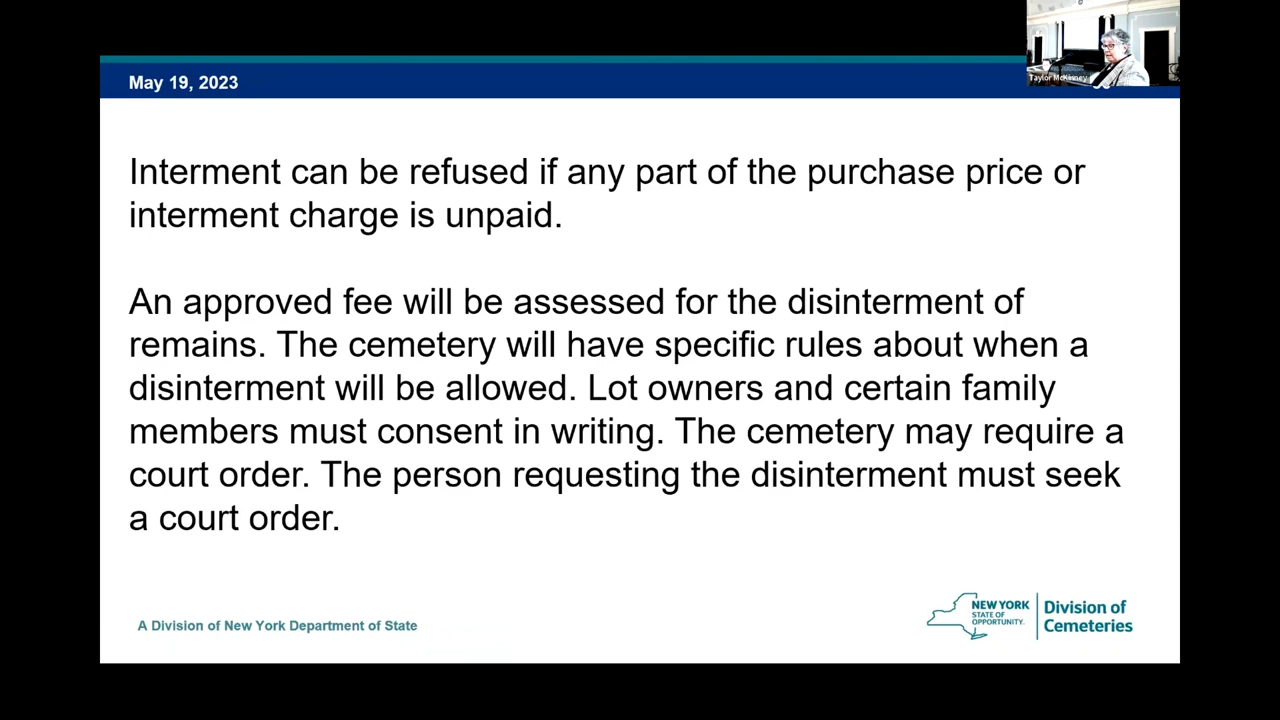 May 19, 2023
Taylor McKinney
Interment can be refused if any part of the purchase price or
interment charge is unpaid.
An approved fee will be assessed for the disinterment of
remains. The cemetery will have specific rules about when a
disinterment will be allowed. Lot owners and certain family
members must consent in writing. The cemetery may require a
court order. The person requesting the disinterment must seek
a court order.
A Division of New York Department of State
NEW YORK
STATE OF
OPPORTUNITY.
Division of
Cemeteries